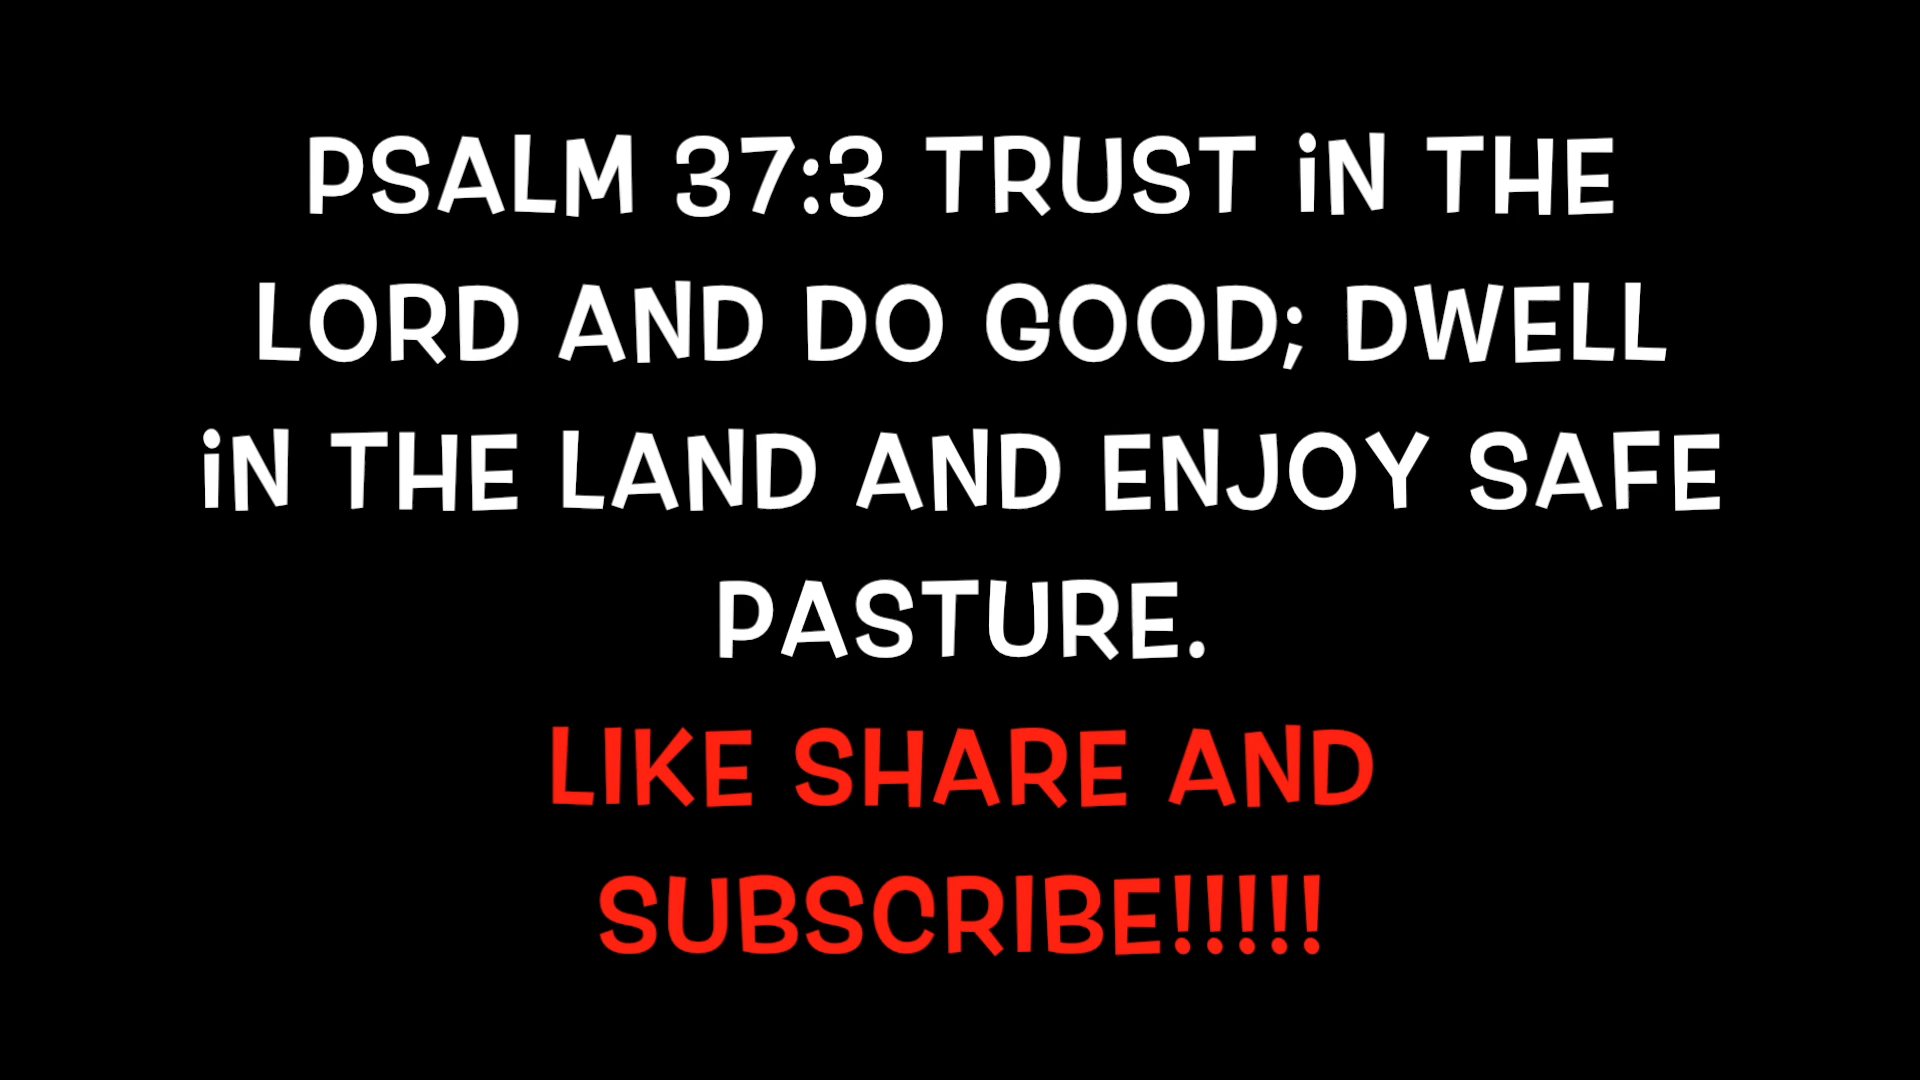 PSALM 37:3 TRUST iN THE
LORD AND DO GOOD; DWELL
iN THE LAND AND ENJOY SAFE
PASTURE.
LIKE SHARE AND
SUBSCRIBE!!!!!